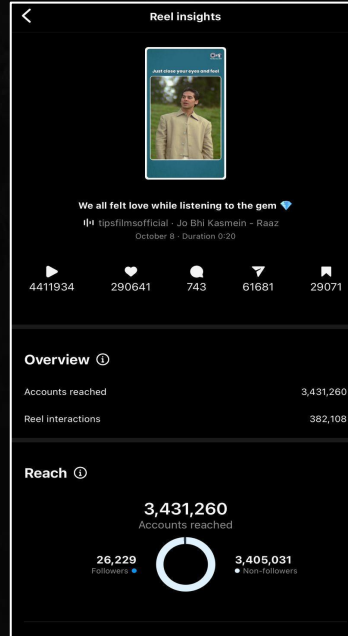 Reel insights
Just close your eyes and feel
We all felt love while listening to the gem 💎
tipsfilmsofficial · Jo Bhi Kasmein - Raaz
October 8 · Duration 0:20
4411934 290641 743 61681 29071
Overview
Accounts reached 3,431,260
Reel interactions 382,108
Reach
3,431,260
Accounts reached
26,229 3,405,031
Followers Non-followers